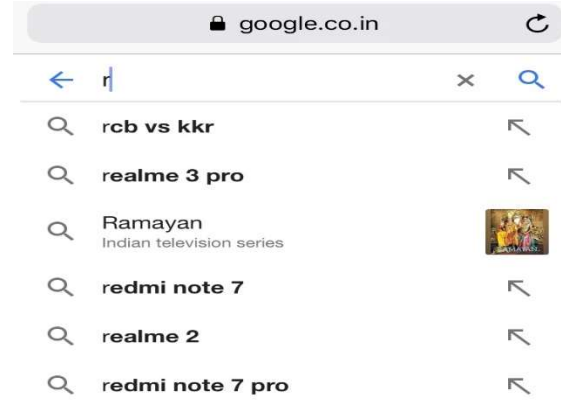 google.co.in
r
rcb vs kkr
realme 3 pro
Ramayan
Indian television series
RAMAYAN
redmi note 7
realme 2
redmi note 7 pro